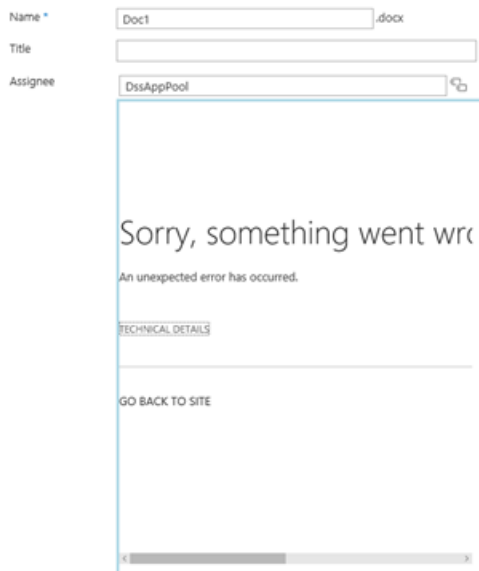 Name *
Doc1 .docx
Title
Assignee
DssAppPool
Sorry, something went wro
An unexpected error has occurred.
TECHNICAL DETAILS
GO BACK TO SITE